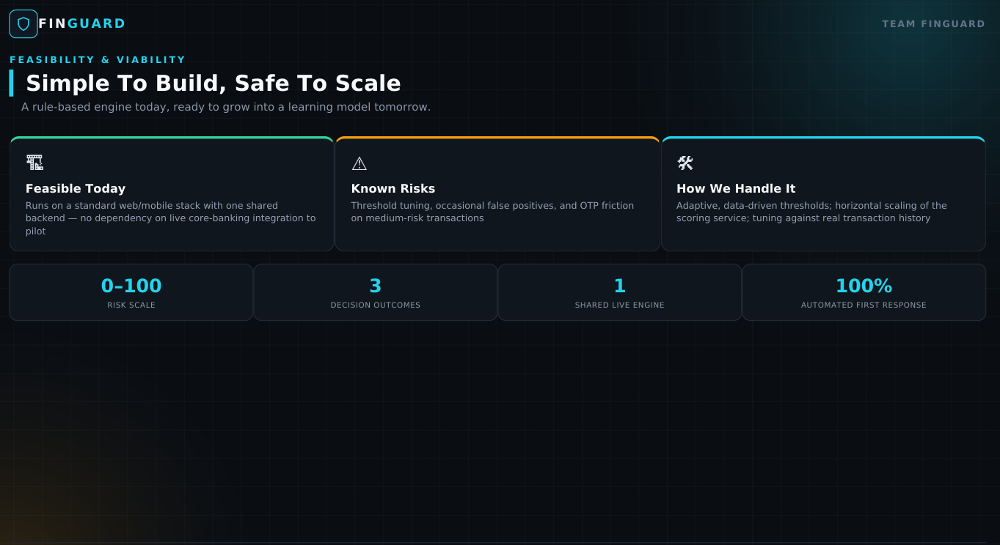 FINGUARD
TEAM FINGUARD
FEASIBILITY & VIABILITY
Simple To Build, Safe To Scale
A rule-based engine today, ready to grow into a learning model tomorrow.
Feasible Today
Runs on a standard web/mobile stack with one shared
backend — no dependency on live core-banking integration to
pilot
Known Risks
Threshold tuning, occasional false positives, and OTP friction
on medium-risk transactions
How We Handle It
Adaptive, data-driven thresholds; horizontal scaling of the
scoring service; tuning against real transaction history
0–100
RISK SCALE
3
DECISION OUTCOMES
1
SHARED LIVE ENGINE
100%
AUTOMATED FIRST RESPONSE